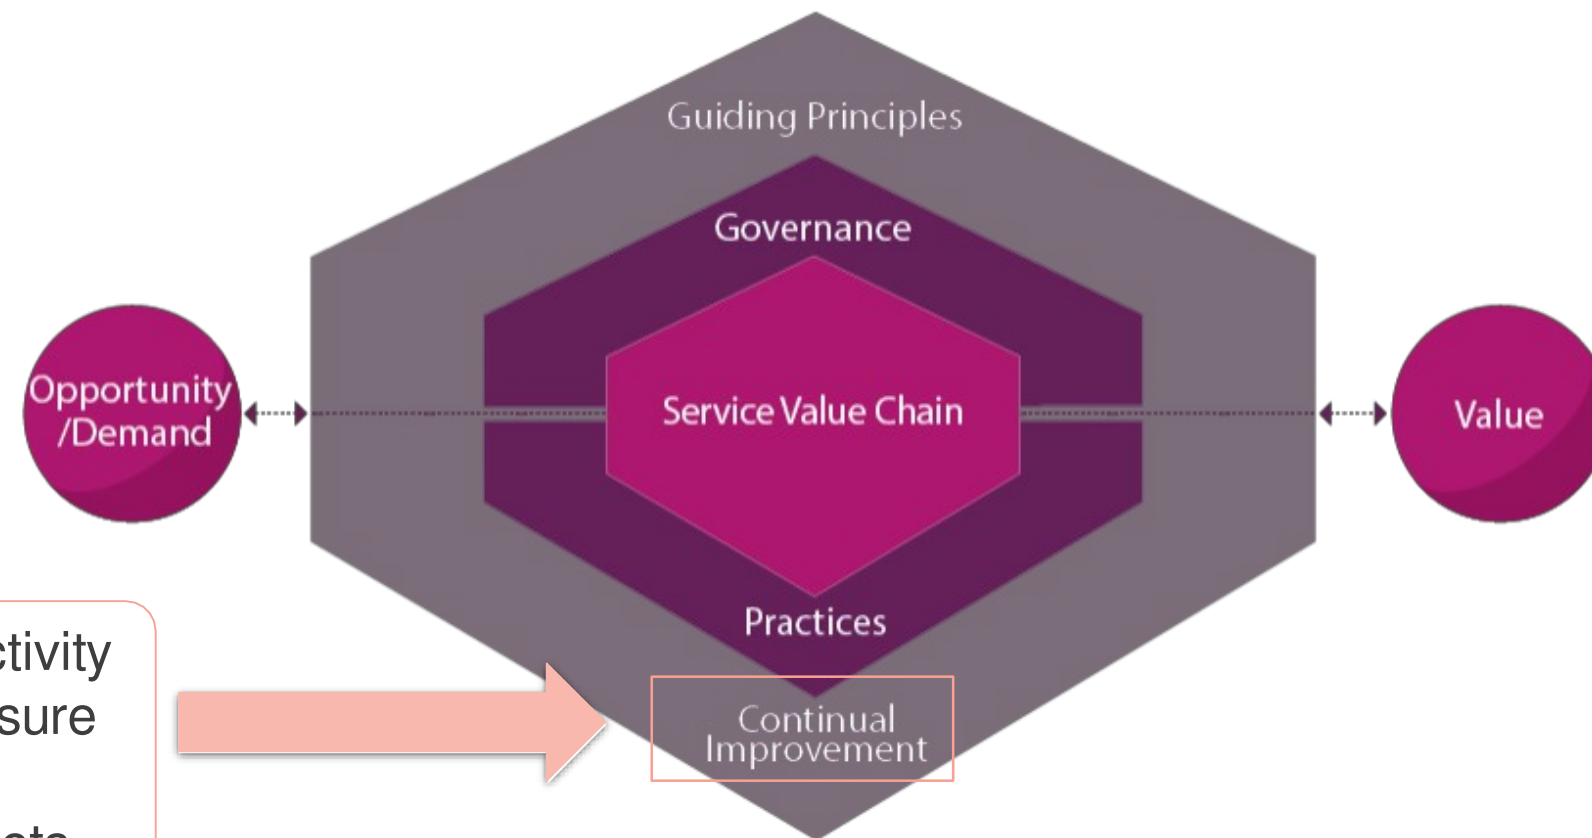 Guiding Principles
Governance
Opportunity
/Demand
Service Value Chain
Value
Practices
Continual
Improvement